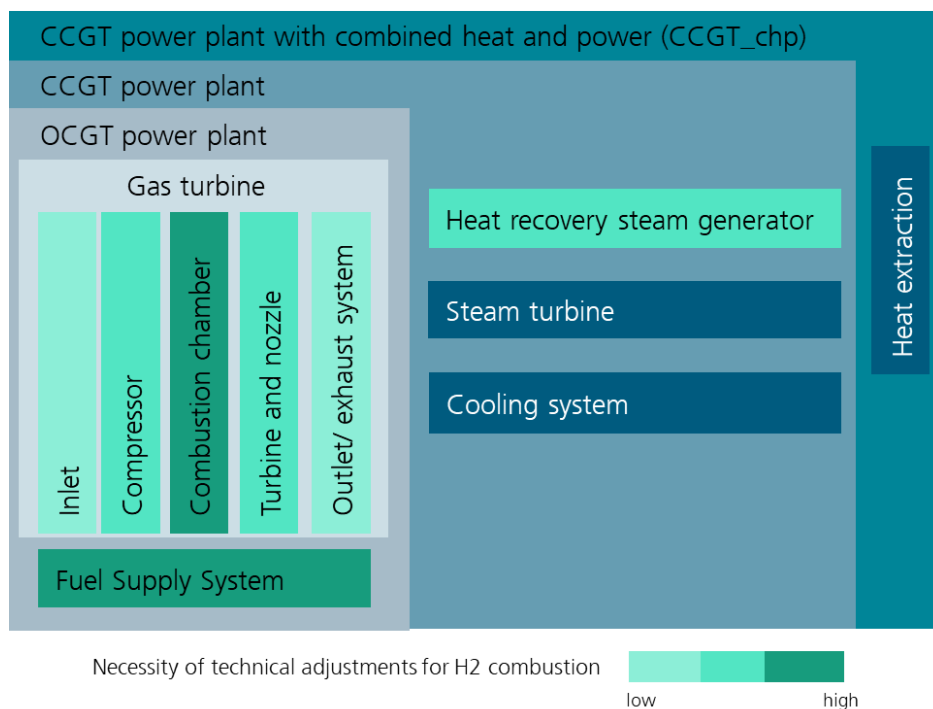 CCGT power plant with combined heat and power (CCGT_chp)
CCGT power plant
OCGT power plant
Gas turbine
Inlet
Compressor
Combustion chamber
Turbine and nozzle
Outlet/ exhaust system
Fuel Supply System
Heat recovery steam generator
Steam turbine
Cooling system
Heat extraction
Necessity of technical adjustments for H2 combustion
low
high